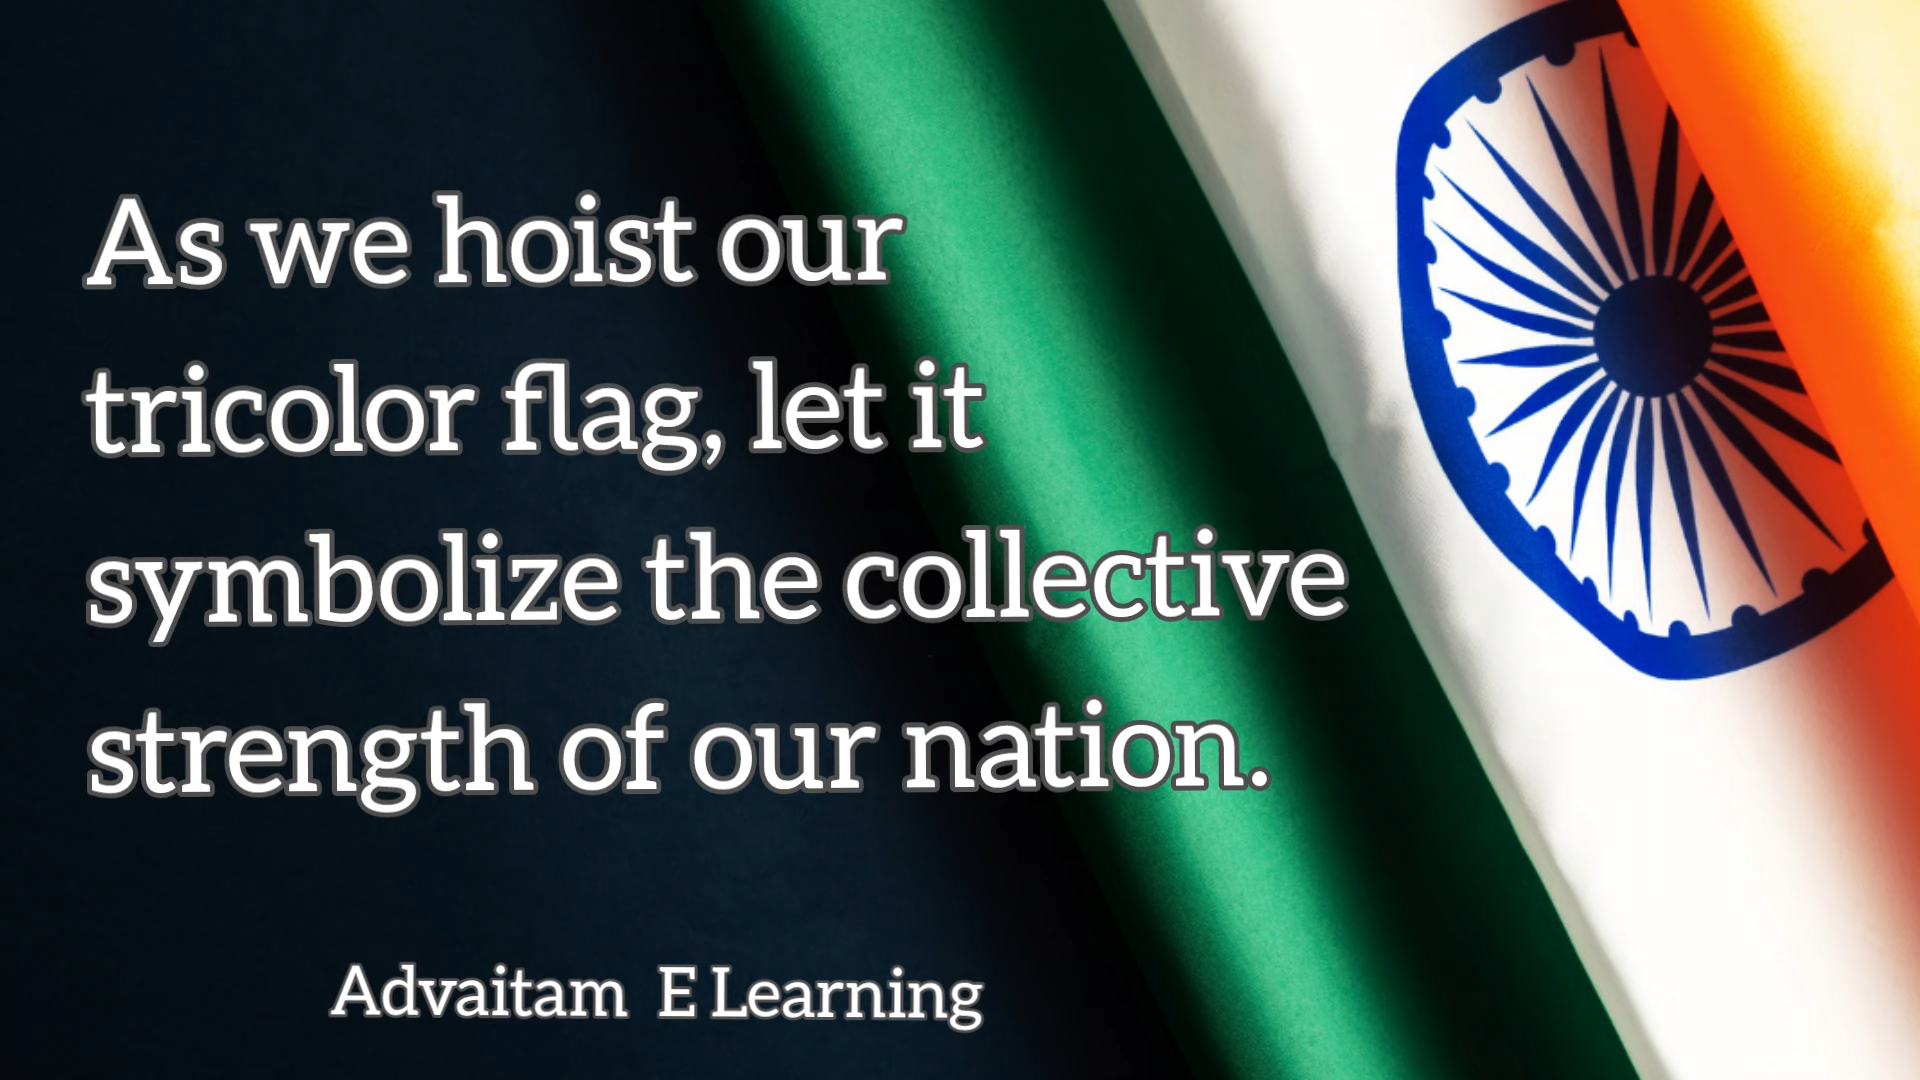 As we hoist our
tricolor flag, let it
symbolize the collective
strength of our nation.
Advaitam E Learning